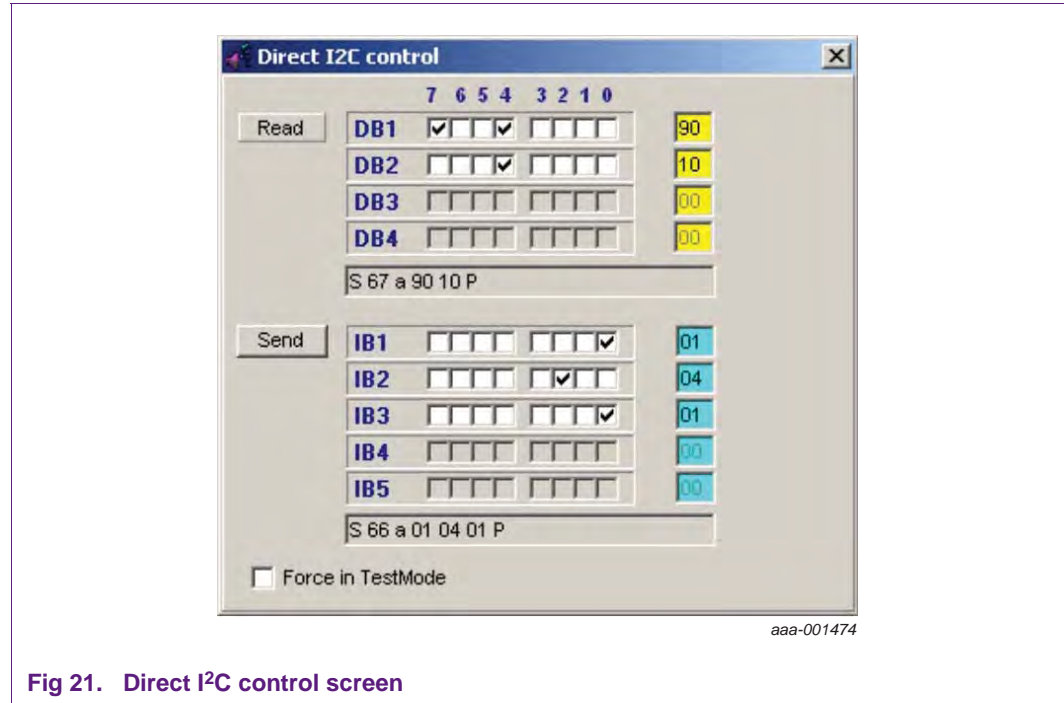 Direct I2C control
7 6 5 4 3 2 1 0
Read DB1 90
DB2 10
DB3 00
DB4 00
S 67 a 90 10 P
Send IB1 01
IB2 04
IB3 01
IB4 00
IB5 00
S 66 a 01 04 01 P
Force in TestMode
aaa-001474
Fig 21. Direct I²C control screen